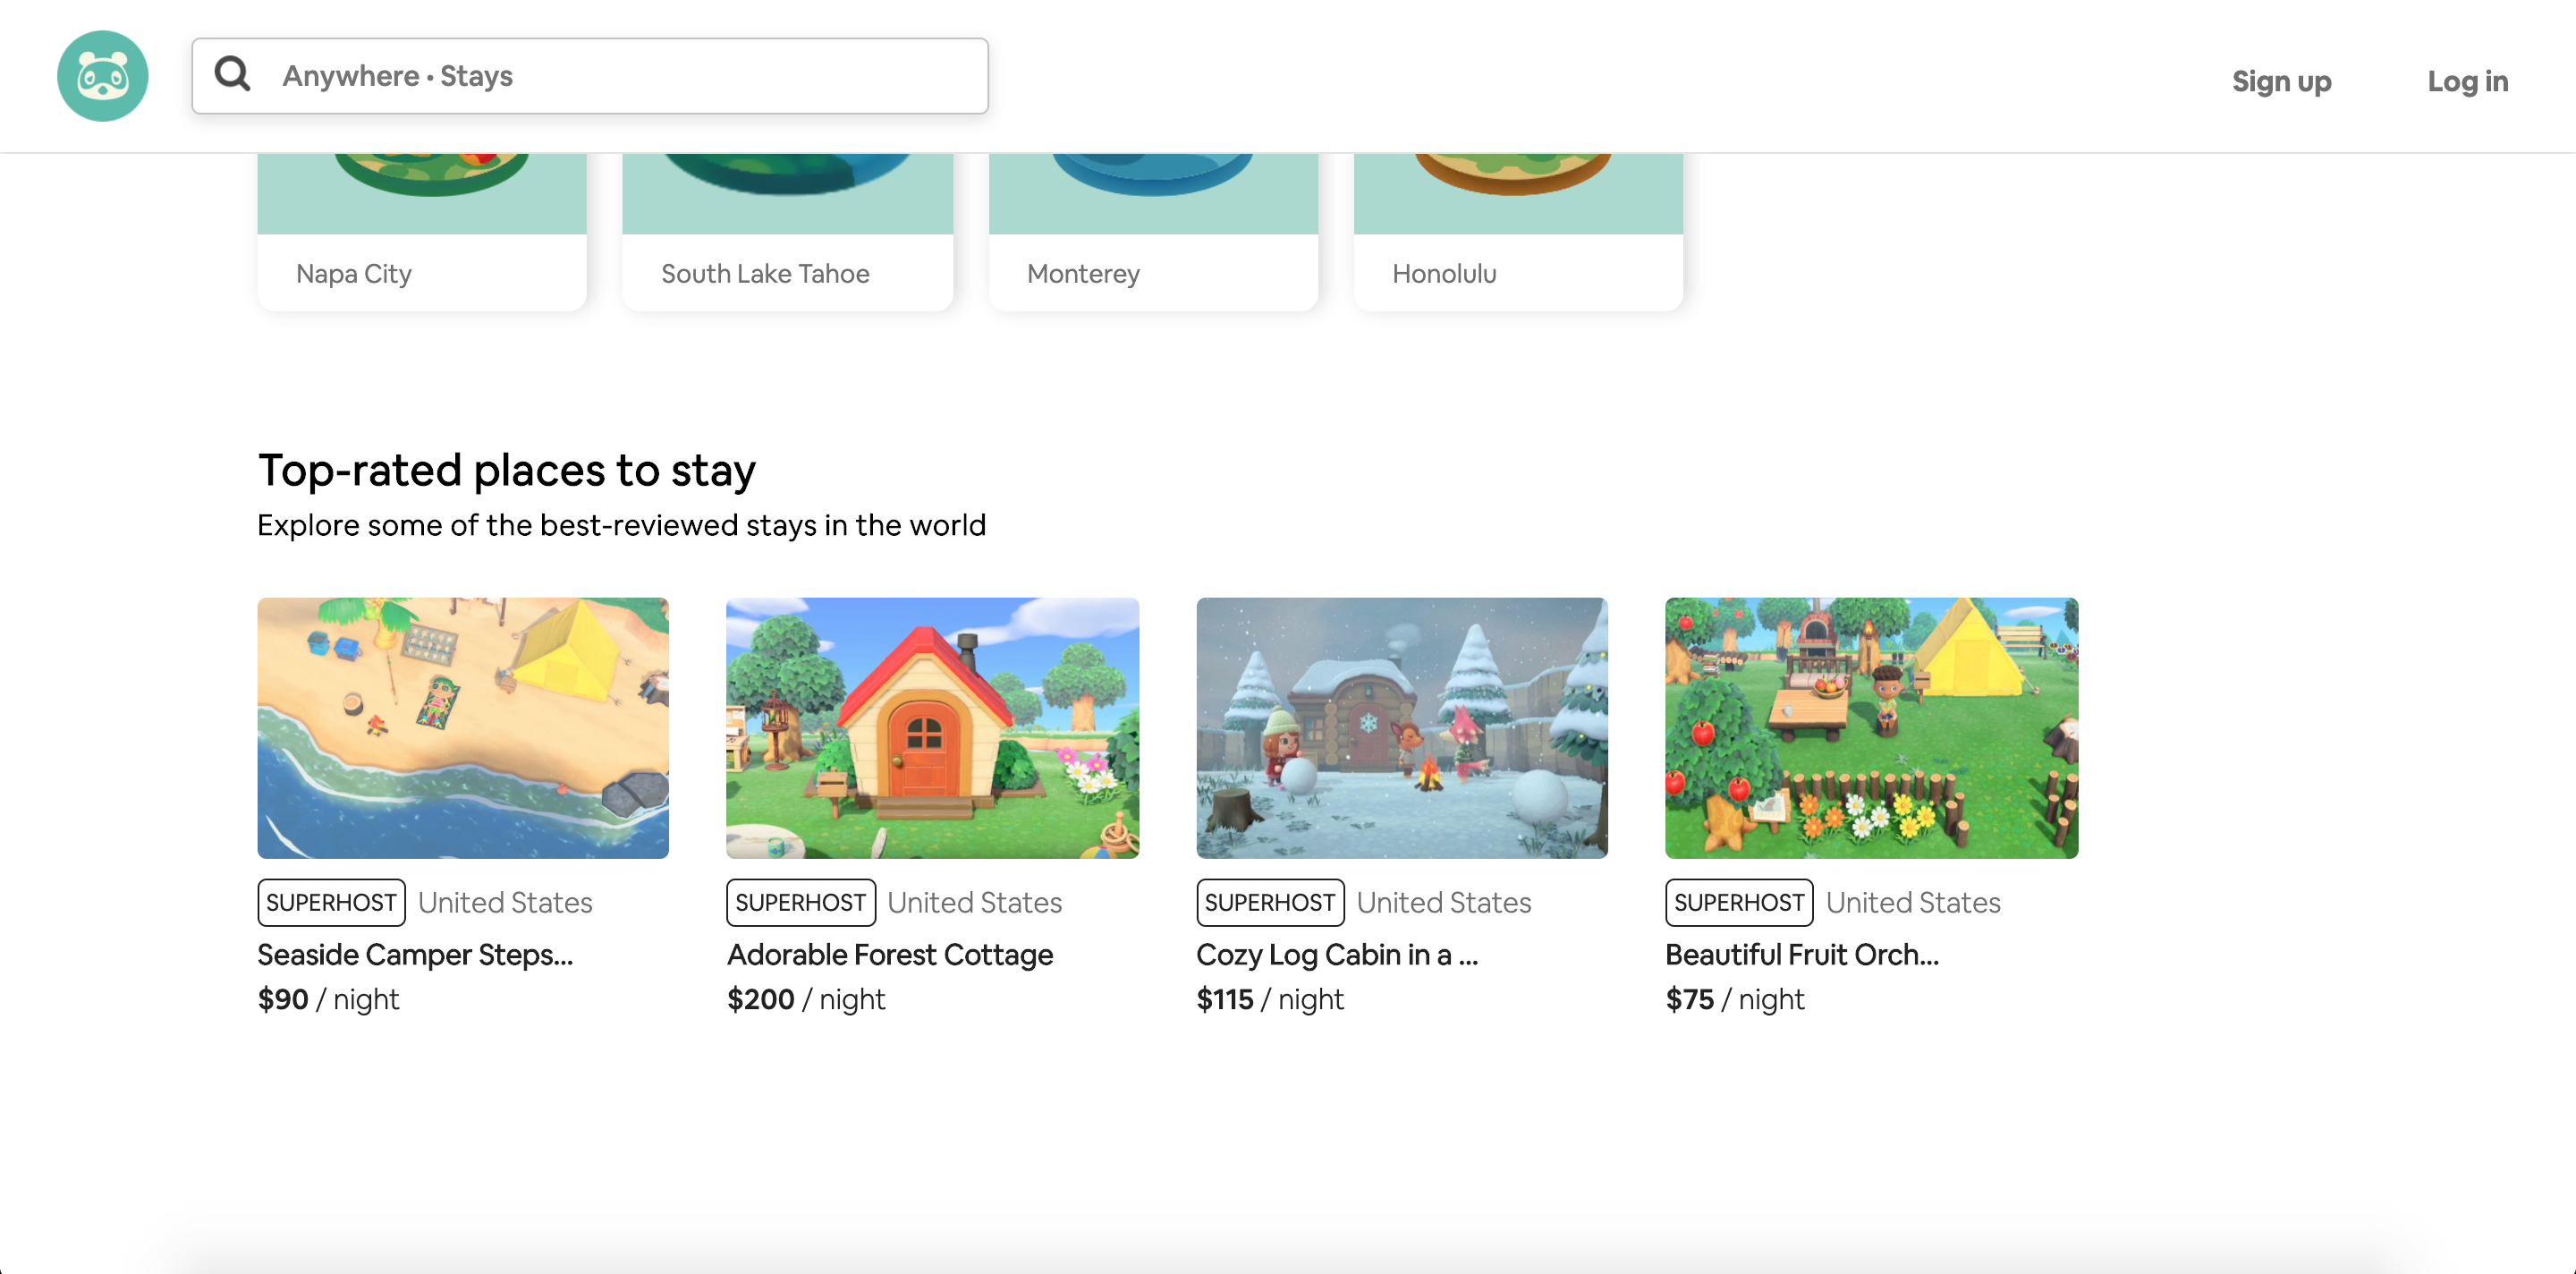 Anywhere • Stays
Sign up
Log in
Napa City
South Lake Tahoe
Monterey
Honolulu
Top-rated places to stay
Explore some of the best-reviewed stays in the world
SUPERHOST United States
Seaside Camper Steps...
$90 / night
SUPERHOST United States
Adorable Forest Cottage
$200 / night
SUPERHOST United States
Cozy Log Cabin in a ...
$115 / night
SUPERHOST United States
Beautiful Fruit Orch...
$75 / night